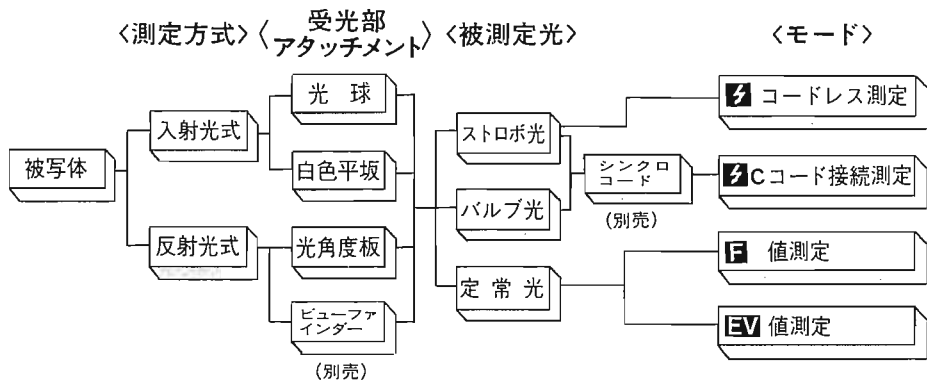 〈測定方式〉〈受光部アタッチメント〉〈被測定光〉 〈モード〉
被写体
入射光式
反射光式
光 球
白色平坂
光角度板
ビューファ
インダー
(別売)
ストロボ光
バルブ光
定 常 光
シンクロ
コード
(別売)
コードレス測定
Cコード接続測定
F 値測定
EV 値測定